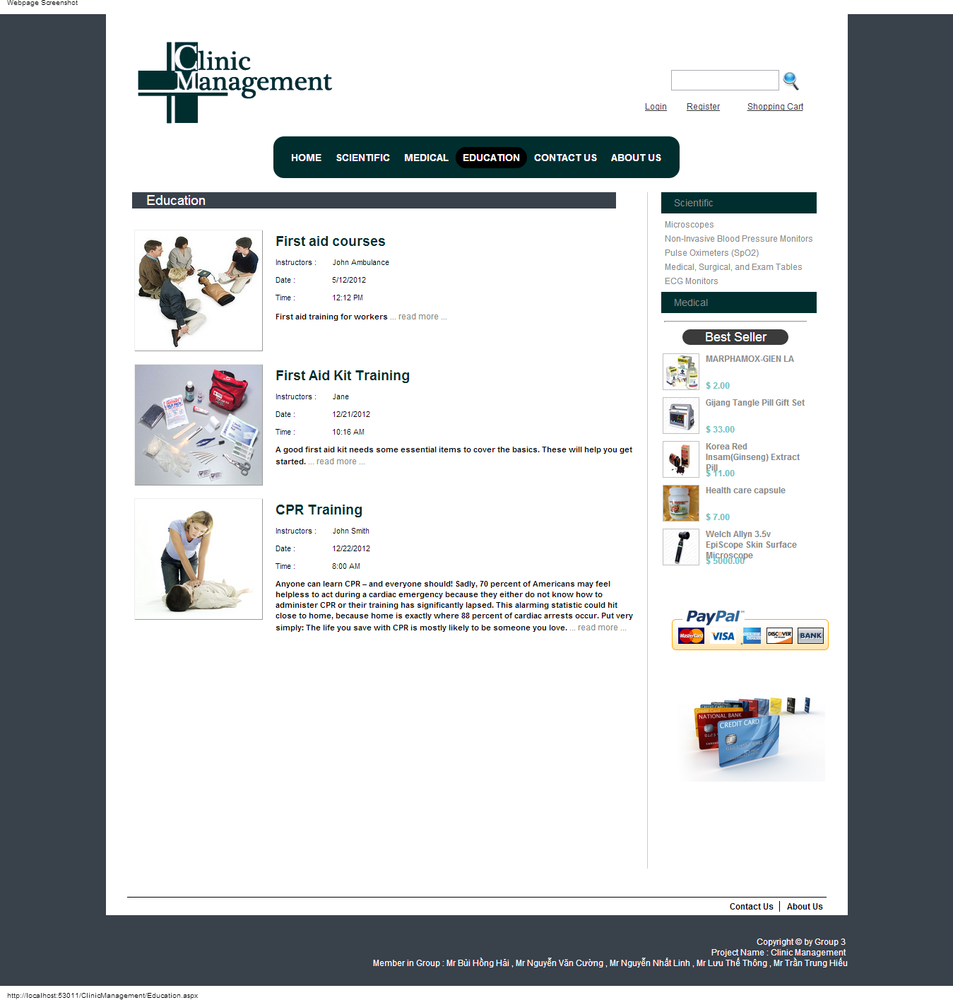 Webpage Screenshot
Clinic
Management
Login Register Shopping Cart
HOME SCIENTIFIC MEDICAL EDUCATION CONTACT US ABOUT US
Education
First aid courses
Instructors : John Ambulance
Date : 5/12/2012
Time : 12:12 PM
First aid training for workers ... read more ...
First Aid Kit Training
Instructors : Jane
Date : 12/21/2012
Time : 10:16 AM
A good first aid kit needs some essential items to cover the basics. These will help you get
started. ... read more ...
CPR Training
Instructors : John Smith
Date : 12/22/2012
Time : 8:00 AM
Anyone can learn CPR – and everyone should! Sadly, 70 percent of Americans may feel
helpless to act during a cardiac emergency because they either do not know how to
administer CPR or their training has significantly lapsed. This alarming statistic could hit
close to home, because home is exactly where 88 percent of cardiac arrests occur. Put very
simply: The life you save with CPR is mostly likely to be someone you love. ... read more ...
Scientific
Microscopes
Non-Invasive Blood Pressure Monitors
Pulse Oximeters (SpO2)
Medical, Surgical, and Exam Tables
ECG Monitors
Medical
Best Seller
MARPHAMOX-GIEN LA
$ 2.00
Gijang Tangle Pill Gift Set
$ 33.00
Korea Red
Insam(Ginseng) Extract
Pill
$ 11.00
Health care capsule
$ 7.00
Welch Allyn 3.5v
EpiScope Skin Surface
Microscope
$ 5000.00
PayPal
MasterCard VISA DISCOVER BANK
NATIONAL BANK
CREDIT CARD
Contact Us About Us
Copyright © by Group 3
Project Name : Clinic Management
Member in Group : Mr Bùi Hồng Hải , Mr Nguyễn Văn Cường , Mr Nguyễn Nhất Linh , Mr Lưu Thế Thông , Mr Trần Trung Hiếu
http://localhost:53011/ClinicManagement/Education.aspx